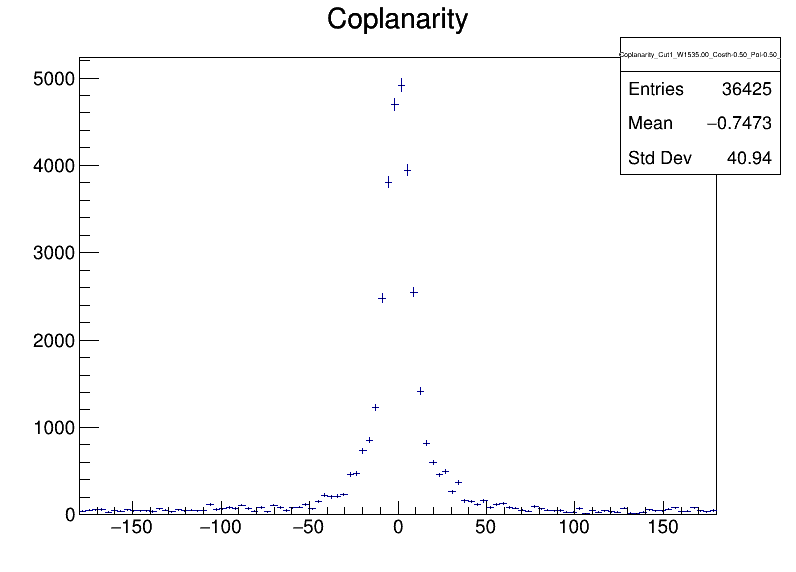 Coplanarity
Coplanarity_Cut1_W1535.00_Costh-0.50_Pol-0.50_
Entries 36425
Mean −0.7473
Std Dev 40.94
5000
4000
3000
2000
1000
0
−150 −100 −50 0 50 100 150